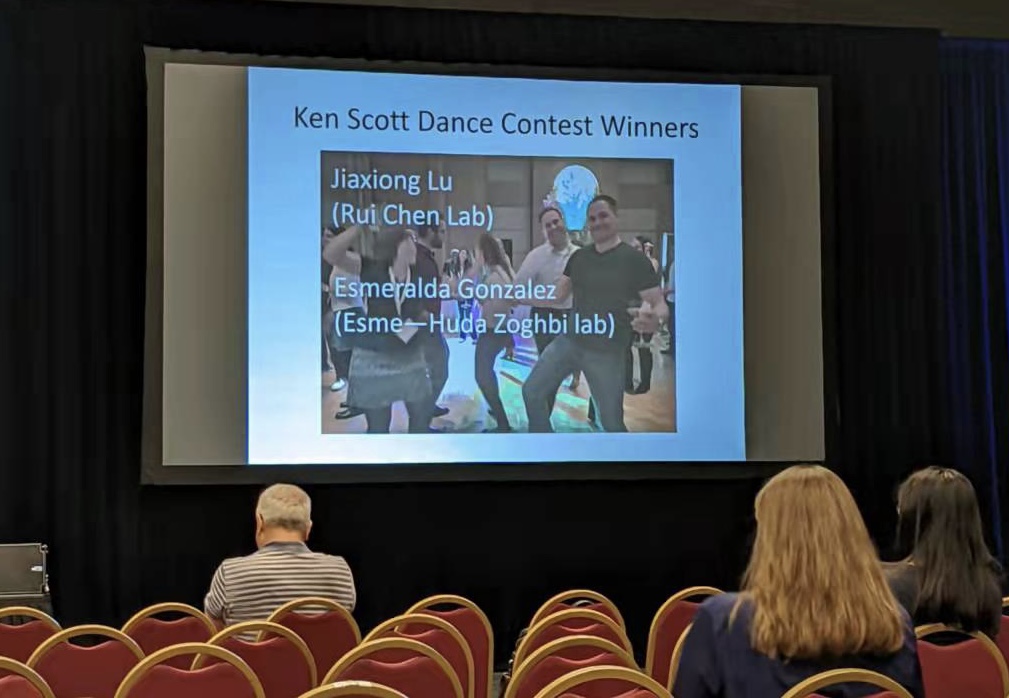 Ken Scott Dance Contest Winners
Jiaxiong Lu
(Rui Chen Lab)
Esmeralda Gonzalez
(Esme—Huda Zoghbi lab)